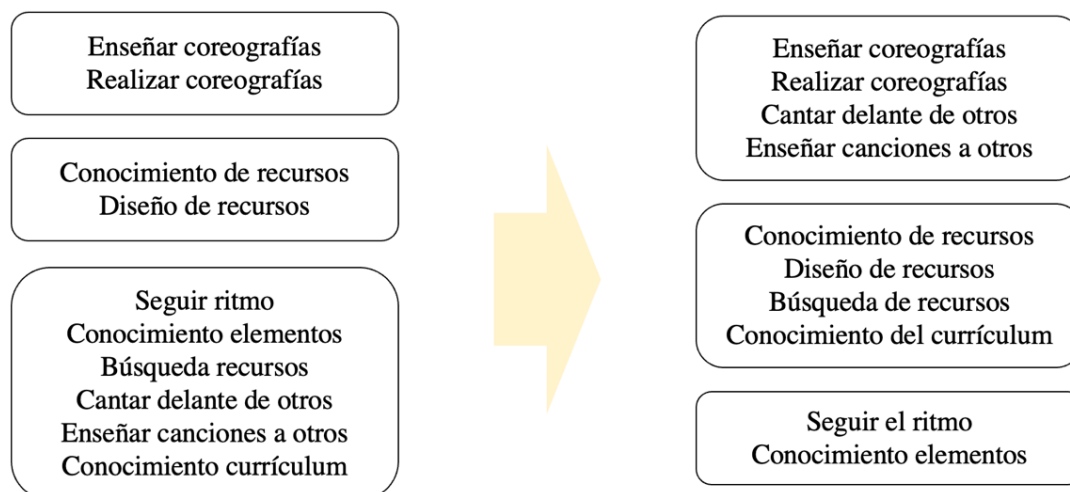 Enseñar coreografías
Realizar coreografías
Conocimiento de recursos
Diseño de recursos
Seguir ritmo
Conocimiento elementos
Búsqueda recursos
Cantar delante de otros
Enseñar canciones a otros
Conocimiento currículum
Enseñar coreografías
Realizar coreografías
Cantar delante de otros
Enseñar canciones a otros
Conocimiento de recursos
Diseño de recursos
Búsqueda de recursos
Conocimiento del currículum
Seguir el ritmo
Conocimiento elementos